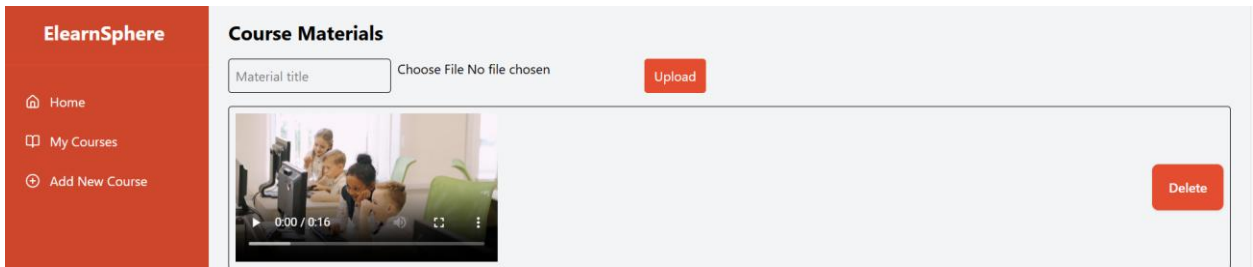 ElearnSphere
Home
My Courses
Add New Course
Course Materials
Material title
Choose File No file chosen
Upload
0:00 / 0:16
Delete